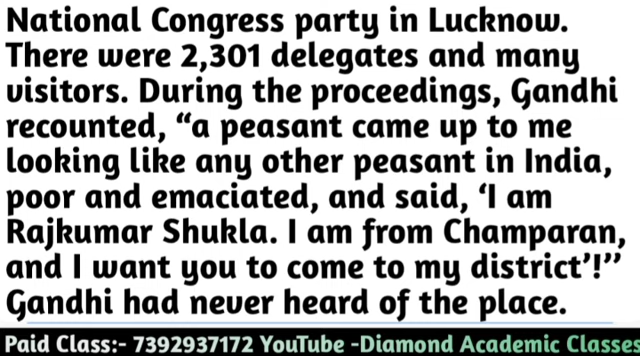 National Congress party in Lucknow.
There were 2,301 delegates and many
visitors. During the proceedings, Gandhi
recounted, “a peasant came up to me
looking like any other peasant in India,
poor and emaciated, and said, ‘I am
Rajkumar Shukla. I am from Champaran,
and I want you to come to my district’!”
Gandhi had never heard of the place.
Paid Class:- 7392937172 YouTube -Diamond Academic Classes